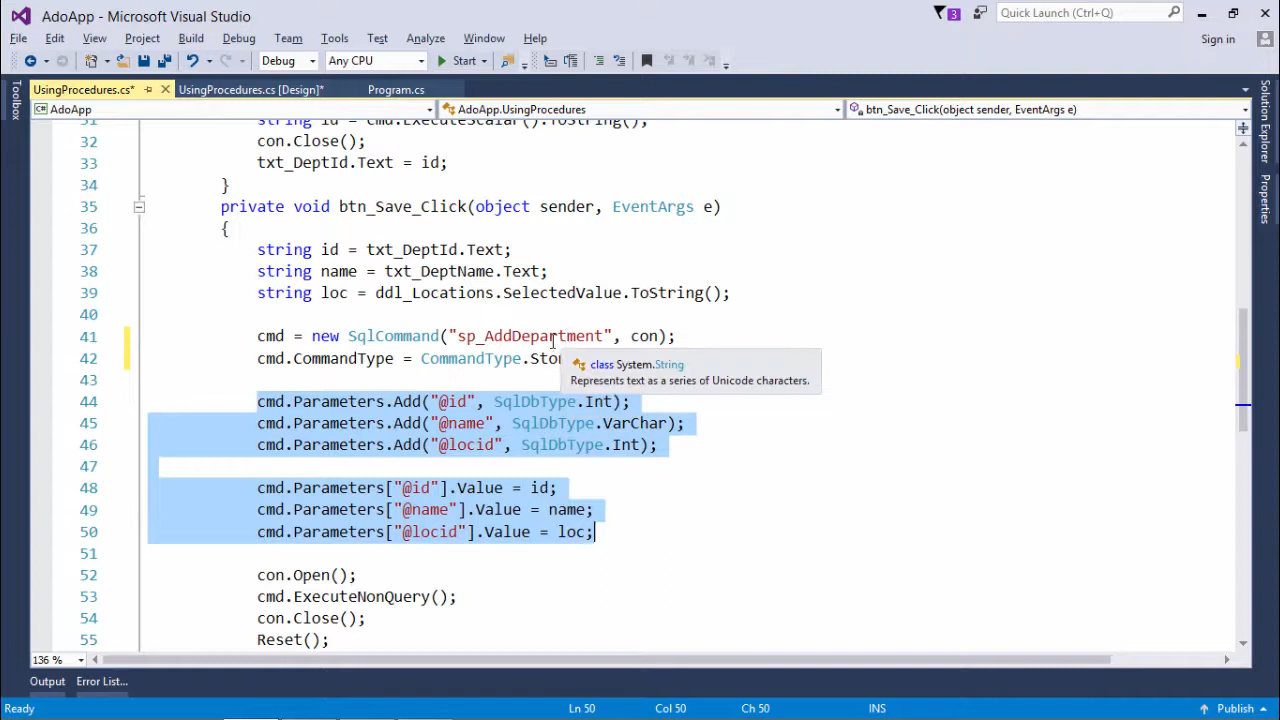 AdoApp - Microsoft Visual Studio
3
Quick Launch (Ctrl+Q)
File Edit View Project Build Debug Team Tools Test Analyze Window Help
Sign in
Debug Any CPU Start
Toolbox
UsingProcedures.cs* UsingProcedures.cs [Design]* Program.cs
AdoApp AdoApp.UsingProcedures btn_Save_Click(object sender, EventArgs e)
Solution Explorer
Properties
31 string id = cmd.ExecuteScalar().ToString();
32 con.Close();
33 txt_DeptId.Text = id;
34 }
35 private void btn_Save_Click(object sender, EventArgs e)
36 {
37 string id = txt_DeptId.Text;
38 string name = txt_DeptName.Text;
39 string loc = ddl_Locations.SelectedValue.ToString();
40
41 cmd = new SqlCommand("sp_AddDepartment", con);
42 cmd.CommandType = CommandType.Sto
class System.String
Represents text as a series of Unicode characters.
43
44 cmd.Parameters.Add("@id", SqlDbType.Int);
45 cmd.Parameters.Add("@name", SqlDbType.VarChar);
46 cmd.Parameters.Add("@locid", SqlDbType.Int);
47
48 cmd.Parameters["@id"].Value = id;
49 cmd.Parameters["@name"].Value = name;
50 cmd.Parameters["@locid"].Value = loc;
51
52 con.Open();
53 cmd.ExecuteNonQuery();
54 con.Close();
55 Reset();
136 %
Output Error List...
Ready Ln 50 Col 50 Ch 50 INS Publish